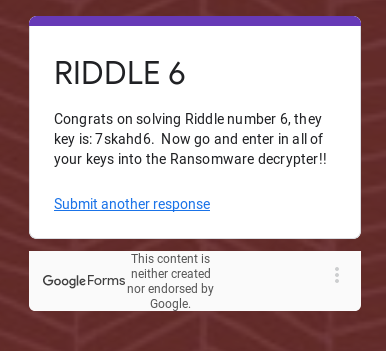 RIDDLE 6
Congrats on solving Riddle number 6, they
key is: 7skahd6.  Now go and enter in all of
your keys into the Ransomware decrypter!!
Submit another response
This content is
neither created
nor endorsed by
Google.
Google Forms